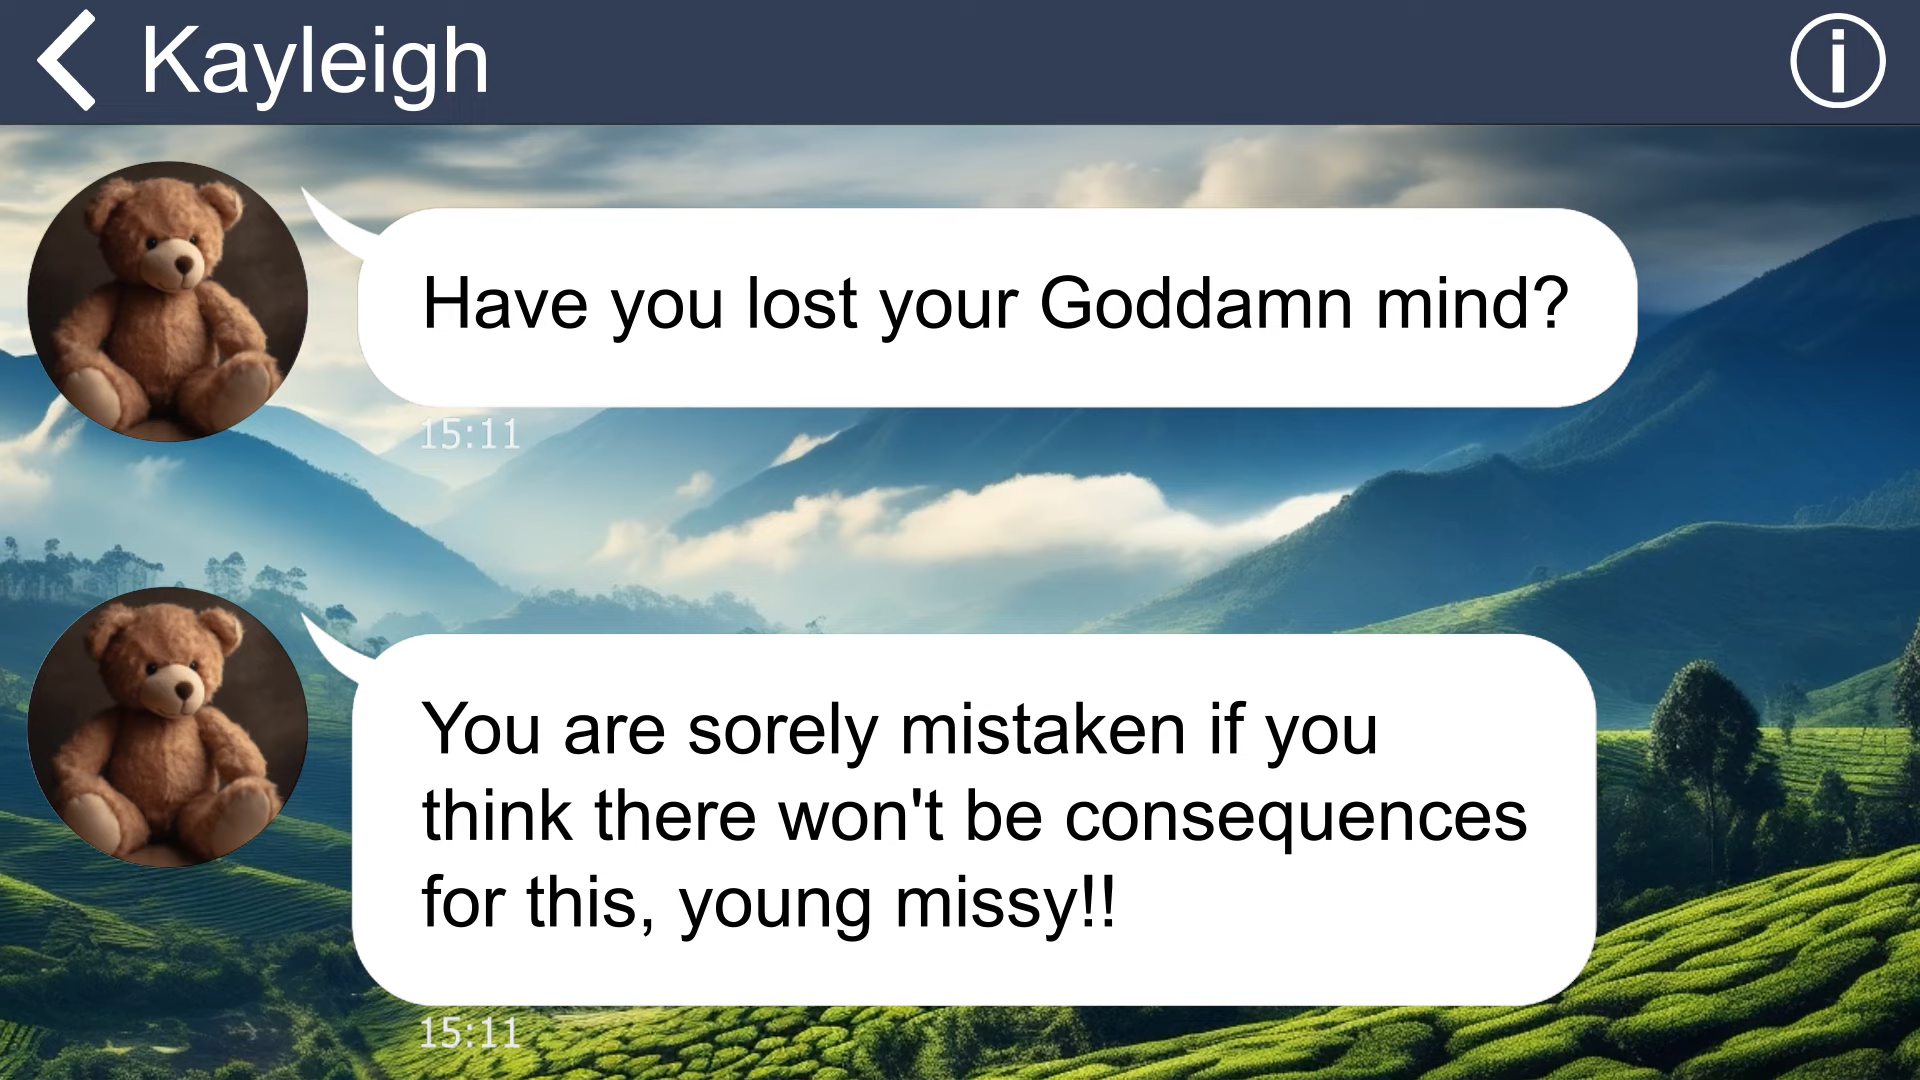 Kayleigh
Have you lost your Goddamn mind?
15:11
You are sorely mistaken if you
think there won't be consequences
for this, young missy!!
15:11